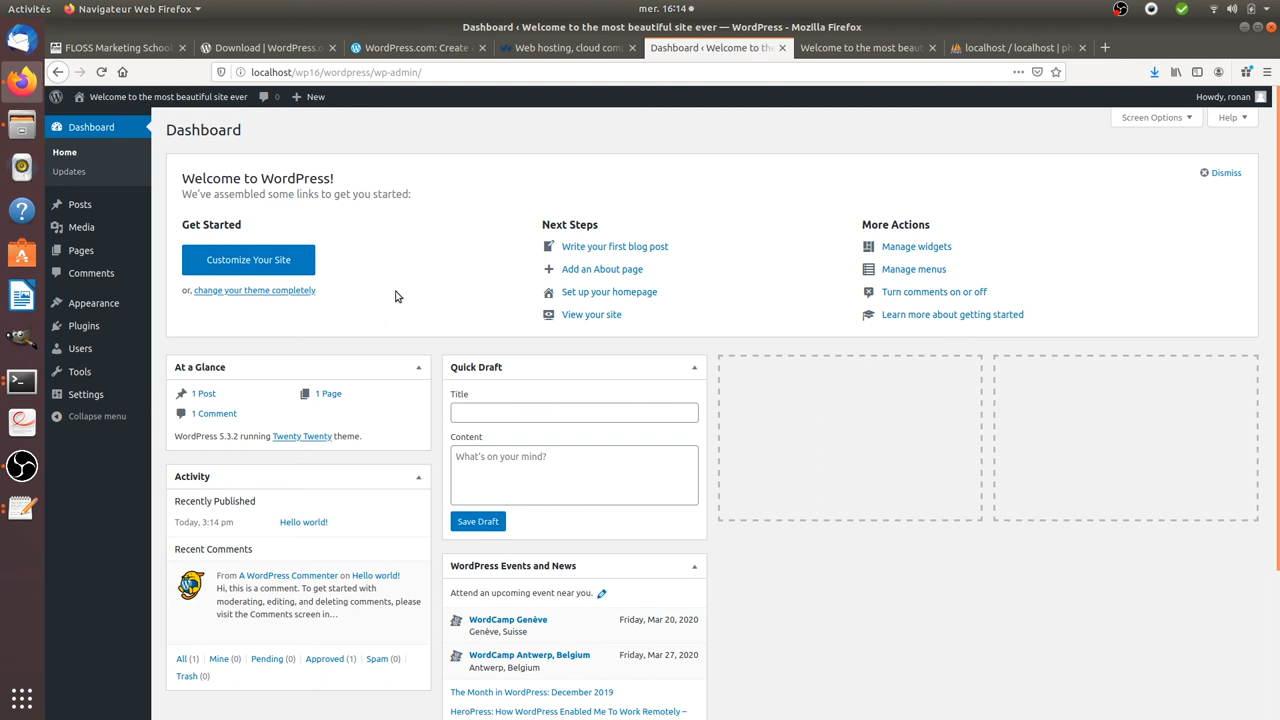 Activités
Navigateur Web Firefox
mer. 16:14
Dashboard ‹ Welcome to the most beautiful site ever — WordPress - Mozilla Firefox
FLOSS Marketing School
Download | WordPress.o
WordPress.com: Create
Web hosting, cloud com
Dashboard ‹ Welcome to the
Welcome to the most beau
localhost / localhost | ph
localhost/wp16/wordpress/wp-admin/
Welcome to the most beautiful site ever
0
New
Howdy, ronan
Dashboard
Home
Updates
Posts
Media
Pages
Comments
Appearance
Plugins
Users
Tools
Settings
Collapse menu
Dashboard
Screen Options
Help
Welcome to WordPress!
We've assembled some links to get you started:
Dismiss
Get Started
Customize Your Site
or, change your theme completely
Next Steps
Write your first blog post
Add an About page
Set up your homepage
View your site
More Actions
Manage widgets
Manage menus
Turn comments on or off
Learn more about getting started
At a Glance
1 Post
1 Page
1 Comment
WordPress 5.3.2 running Twenty Twenty theme.
Activity
Recently Published
Today, 3:14 pm
Hello world!
Recent Comments
From A WordPress Commenter on Hello world!
Hi, this is a comment. To get started with
moderating, editing, and deleting comments, please
visit the Comments screen in…
All (1) | Mine (0) | Pending (0) | Approved (1) | Spam (0) |
Trash (0)
Quick Draft
Title
Content
What's on your mind?
Save Draft
WordPress Events and News
Attend an upcoming event near you.
WordCamp Genève
Friday, Mar 20, 2020
Genève, Suisse
WordCamp Antwerp, Belgium
Friday, Mar 27, 2020
Antwerp, Belgium
The Month in WordPress: December 2019
HeroPress: How WordPress Enabled Me To Work Remotely –